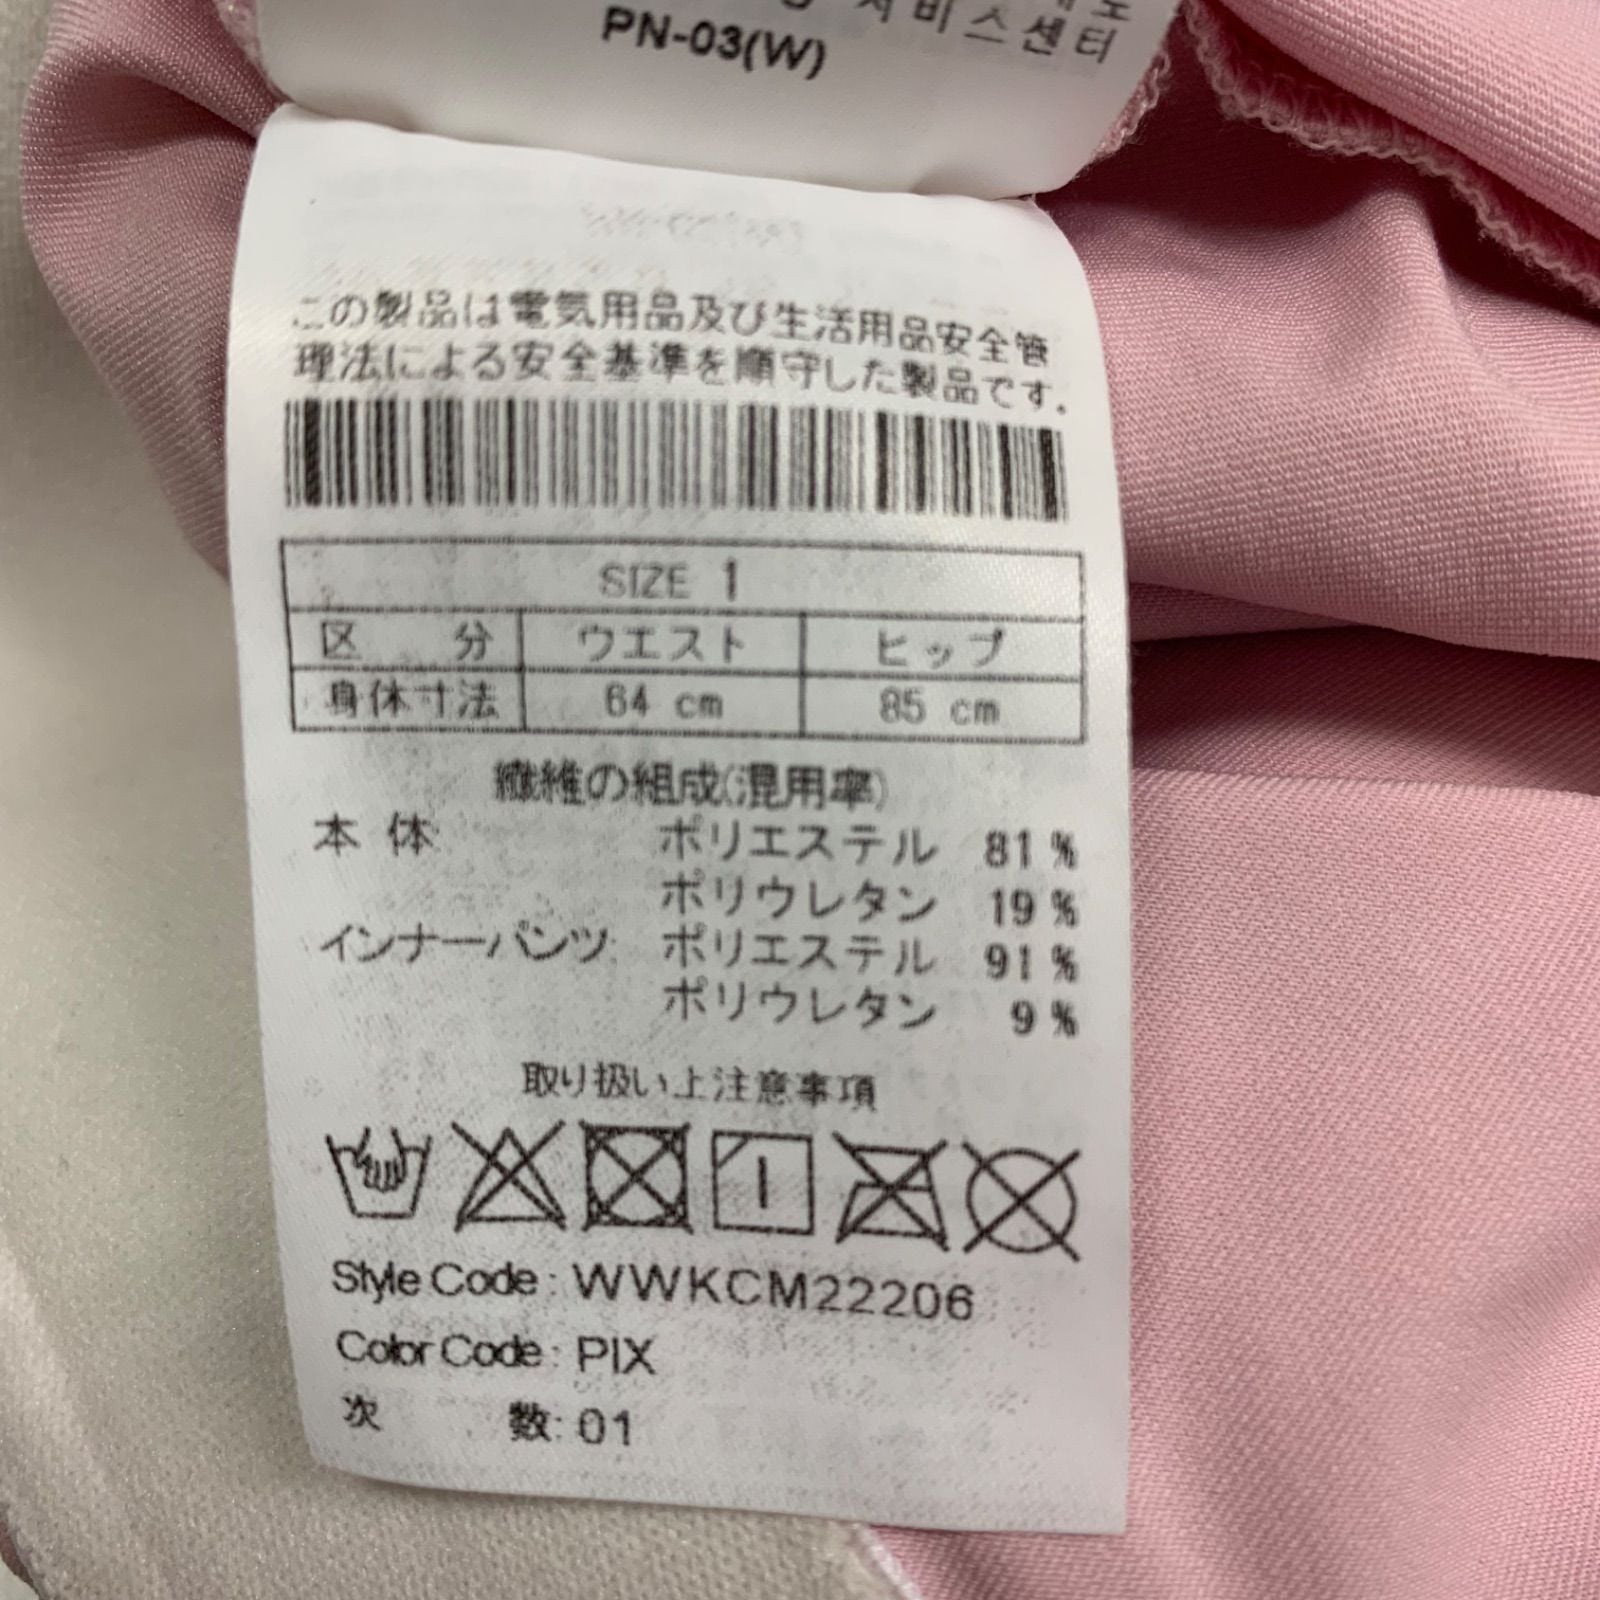 서비스센터
PN-03(W)
この製品は電気用品及び生活用品安全管
理法による安全基準を順守した製品です.
SIZE 1
区 分 ウエスト ヒップ
身体寸法 64 cm 85 cm
繊維の組成(混用率)
本 体 ポリエステル 81 %
ポリウレタン 19 %
インナーパンツ: ポリエステル 91 %
ポリウレタン 9 %
取り扱い上注意事項
Style Code : WWKCM22206
Color Code : PIX
次 数: 01